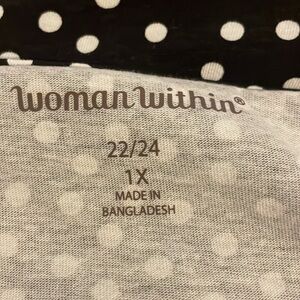 Woman Within®
22/24
1X
MADE IN
BANGLADESH